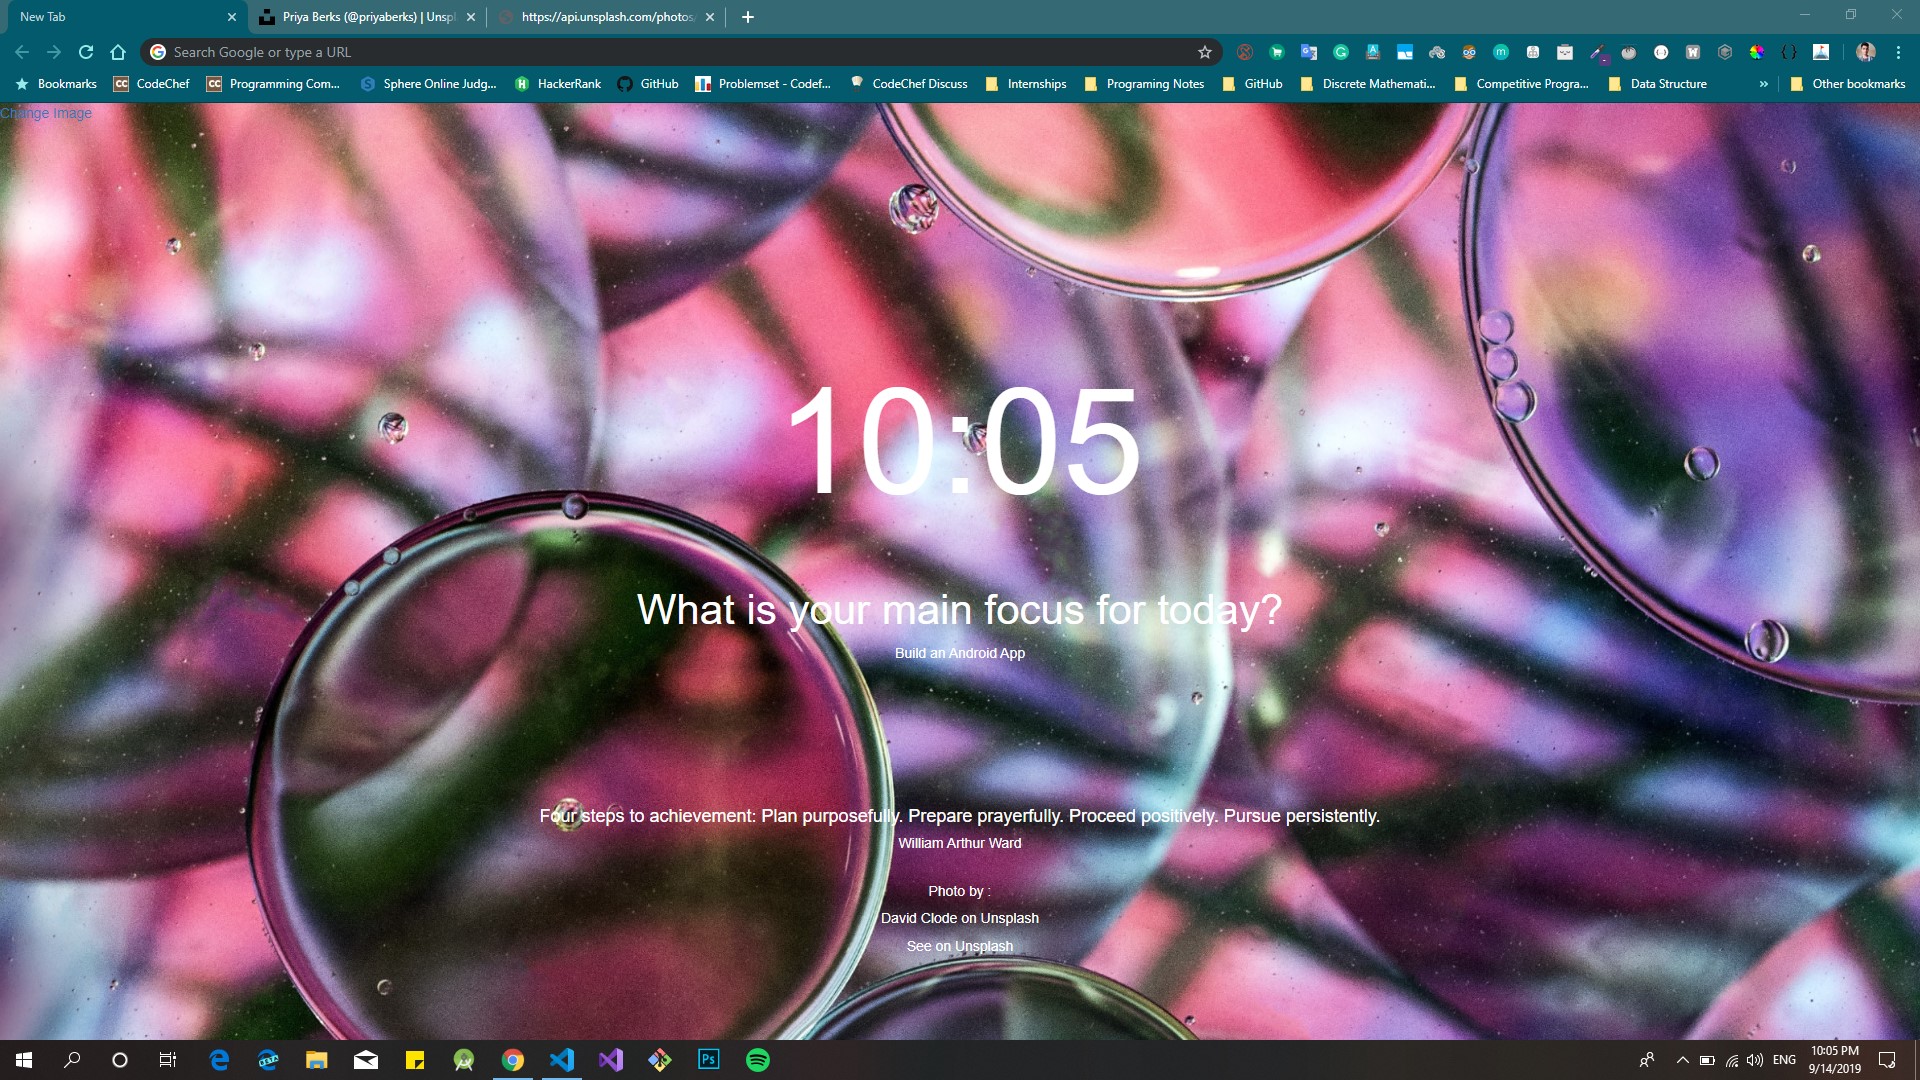 New Tab
Priya Berks (@priyaberks) | Unspl
https://api.unsplash.com/photos
Search Google or type a URL
Bookmarks
CodeChef
Programming Com...
Sphere Online Judg...
HackerRank
GitHub
Problemset - Codef...
CodeChef Discuss
Internships
Programing Notes
GitHub
Discrete Mathemati...
Competitive Progra...
Data Structure
Other bookmarks
Change Image
10:05
What is your main focus for today?
Build an Android App
Four steps to achievement: Plan purposefully. Prepare prayerfully. Proceed positively. Pursue persistently.
William Arthur Ward
Photo by :
David Clode on Unsplash
See on Unsplash
BETA
Ps
ENG
10:05 PM
9/14/2019